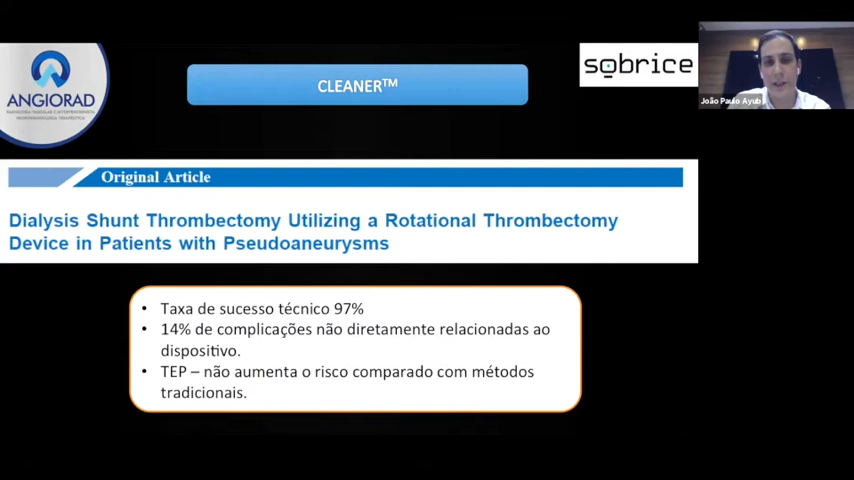 ANGIORAD
CLEANER™
sobrice
João Paulo Ayub
Original Article
Dialysis Shunt Thrombectomy Utilizing a Rotational Thrombectomy
Device in Patients with Pseudoaneurysms
• Taxa de sucesso técnico 97%
• 14% de complicações não diretamente relacionadas ao
dispositivo.
• TEP – não aumenta o risco comparado com métodos
tradicionais.